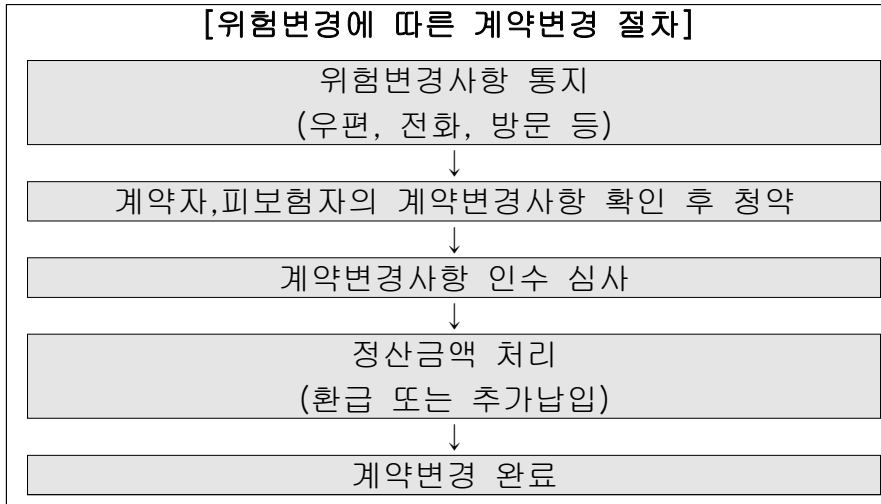 [위험변경에 따른 계약변경 절차]
위험변경사항 통지
(우편, 전화, 방문 등)
↓
계약자,피보험자의 계약변경사항 확인 후 청약
↓
계약변경사항 인수 심사
↓
정산금액 처리
(환급 또는 추가납입)
↓
계약변경 완료